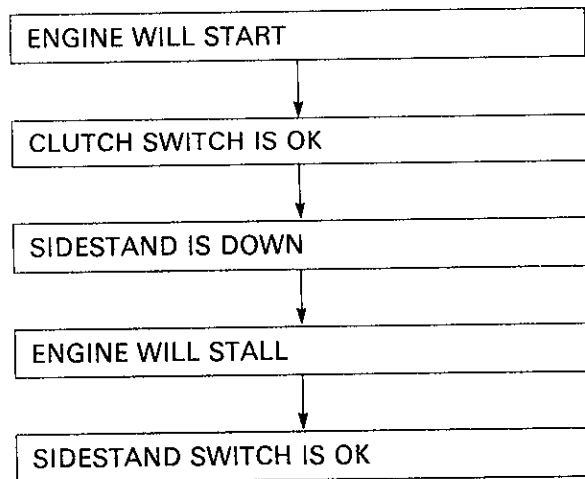 ENGINE WILL START
CLUTCH SWITCH IS OK
SIDESTAND IS DOWN
ENGINE WILL STALL
SIDESTAND SWITCH IS OK